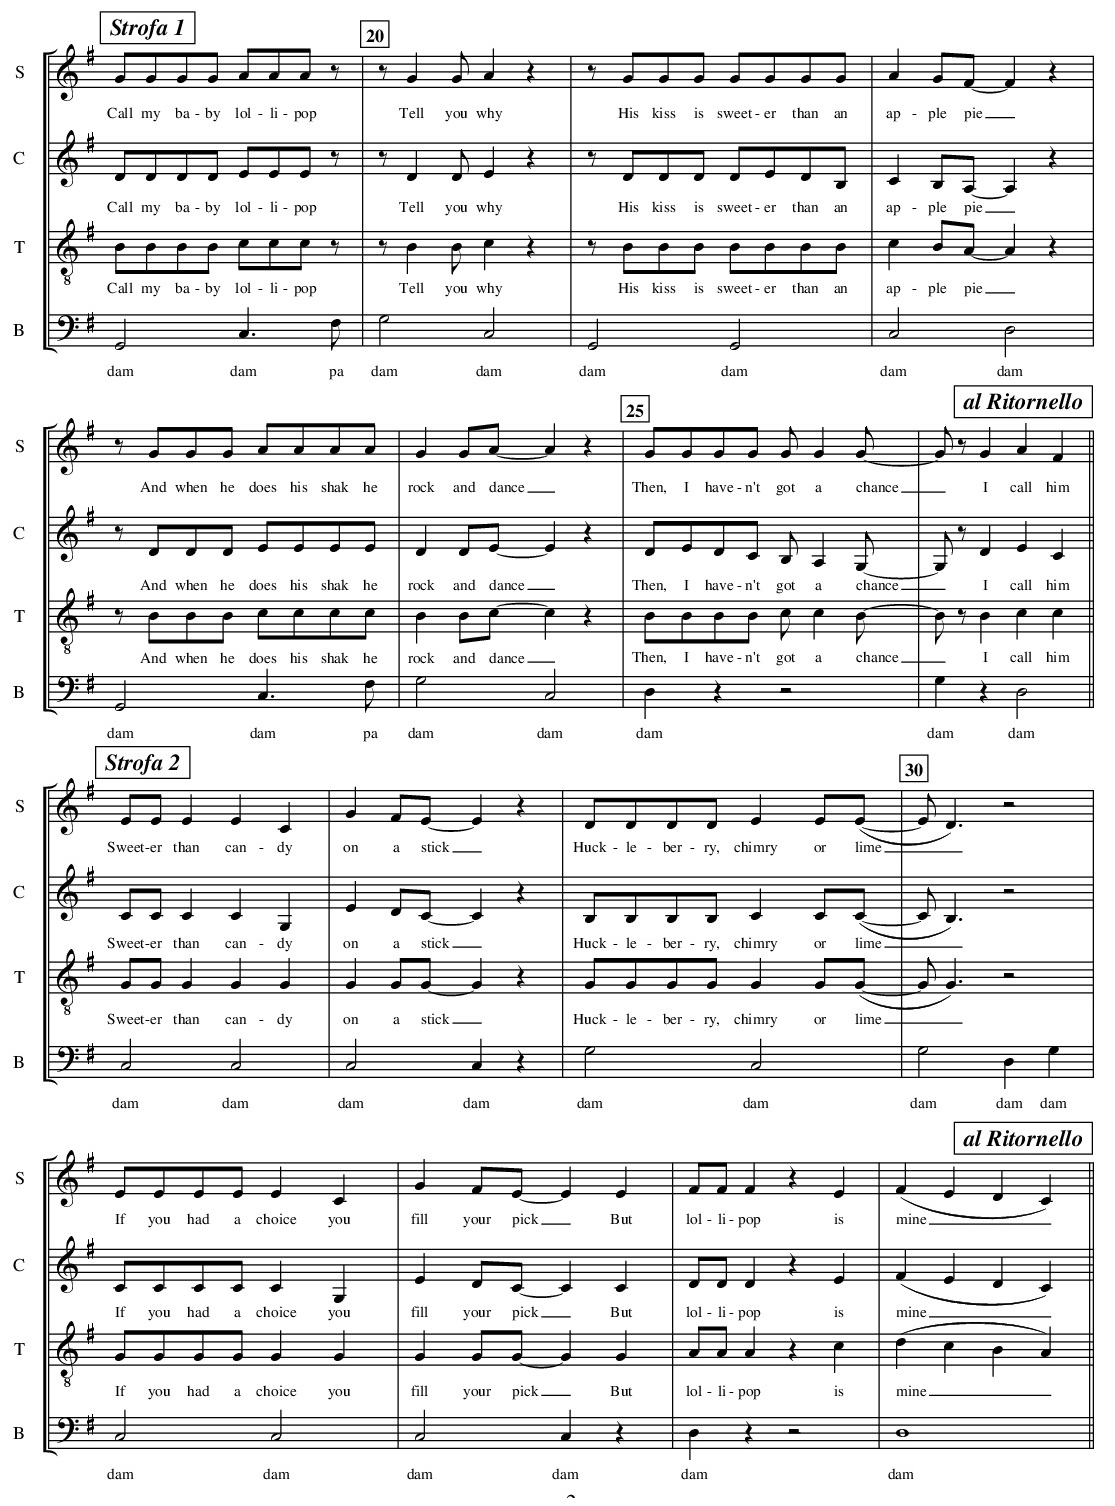 Strofa 1
20
S
Call my ba - by lol - li - pop Tell you why His kiss is sweet - er than an ap - ple pie
C
Call my ba - by lol - li - pop Tell you why His kiss is sweet - er than an ap - ple pie
T
8
Call my ba - by lol - li - pop Tell you why His kiss is sweet - er than an ap - ple pie
B
dam dam pa dam dam dam dam dam dam
25
al Ritornello
S
And when he does his shak he rock and dance Then, I have - n't got a chance I call him
C
And when he does his shak he rock and dance Then, I have - n't got a chance I call him
T
8
And when he does his shak he rock and dance Then, I have - n't got a chance I call him
B
dam dam pa dam dam dam dam dam
Strofa 2
30
S
Sweet - er than can - dy on a stick Huck - le - ber - ry, chimry or lime
C
Sweet - er than can - dy on a stick Huck - le - ber - ry, chimry or lime
T
8
Sweet - er than can - dy on a stick Huck - le - ber - ry, chimry or lime
B
dam dam dam dam dam dam dam dam dam
al Ritornello
S
If you had a choice you fill your pick But lol - li - pop is mine
C
If you had a choice you fill your pick But lol - li - pop is mine
T
8
If you had a choice you fill your pick But lol - li - pop is mine
B
dam dam dam dam dam dam